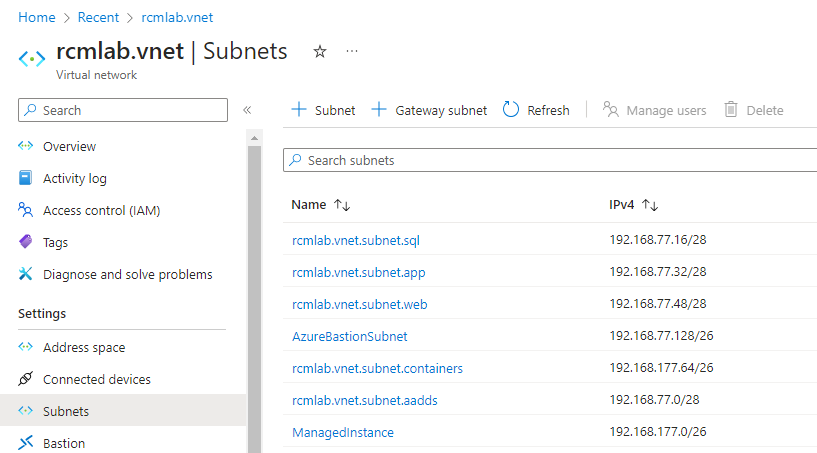 Home > Recent > rcmlab.vnet
rcmlab.vnet | Subnets
Virtual network
Search
Overview
Activity log
Access control (IAM)
Tags
Diagnose and solve problems
Settings
Address space
Connected devices
Subnets
Bastion
+ Subnet + Gateway subnet Refresh Manage users Delete
Search subnets
Name IPv4
rcmlab.vnet.subnet.sql 192.168.77.16/28
rcmlab.vnet.subnet.app 192.168.77.32/28
rcmlab.vnet.subnet.web 192.168.77.48/28
AzureBastionSubnet 192.168.77.128/26
rcmlab.vnet.subnet.containers 192.168.177.64/26
rcmlab.vnet.subnet.aadds 192.168.77.0/28
ManagedInstance 192.168.177.0/26